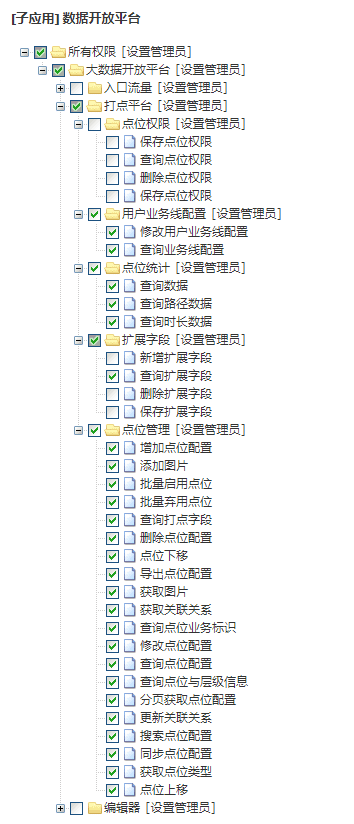 [子应用] 数据开放平台
所有权限 [设置管理员]
大数据开放平台 [设置管理员]
入口流量 [设置管理员]
打点平台 [设置管理员]
点位权限 [设置管理员]
保存点位权限
查询点位权限
删除点位权限
保存点位权限
用户业务线配置 [设置管理员]
修改用户业务线配置
查询业务线配置
点位统计 [设置管理员]
查询数据
查询路径数据
查询时长数据
扩展字段 [设置管理员]
新增扩展字段
查询扩展字段
删除扩展字段
保存扩展字段
点位管理 [设置管理员]
增加点位配置
添加图片
批量启用点位
批量弃用点位
查询打点字段
删除点位配置
点位下移
导出点位配置
获取图片
获取关联关系
查询点位业务标识
修改点位配置
查询点位配置
查询点位与层级信息
分页获取点位配置
更新关联关系
搜索点位配置
同步点位配置
获取点位类型
点位上移
编辑器 [设置管理员]